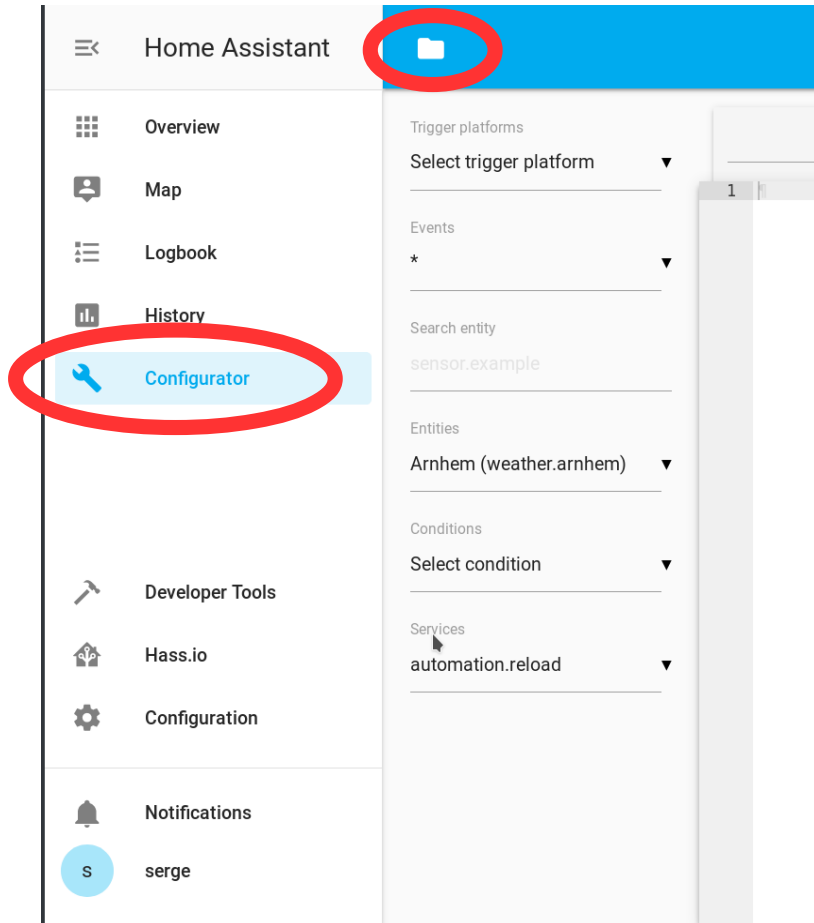 Home Assistant
Overview
Map
Logbook
History
Configurator
Developer Tools
Hass.io
Configuration
Notifications
s
serge
Trigger platforms
Select trigger platform
Events
*
Search entity
sensor.example
Entities
Arnhem (weather.arnhem)
Conditions
Select condition
Services
automation.reload
1